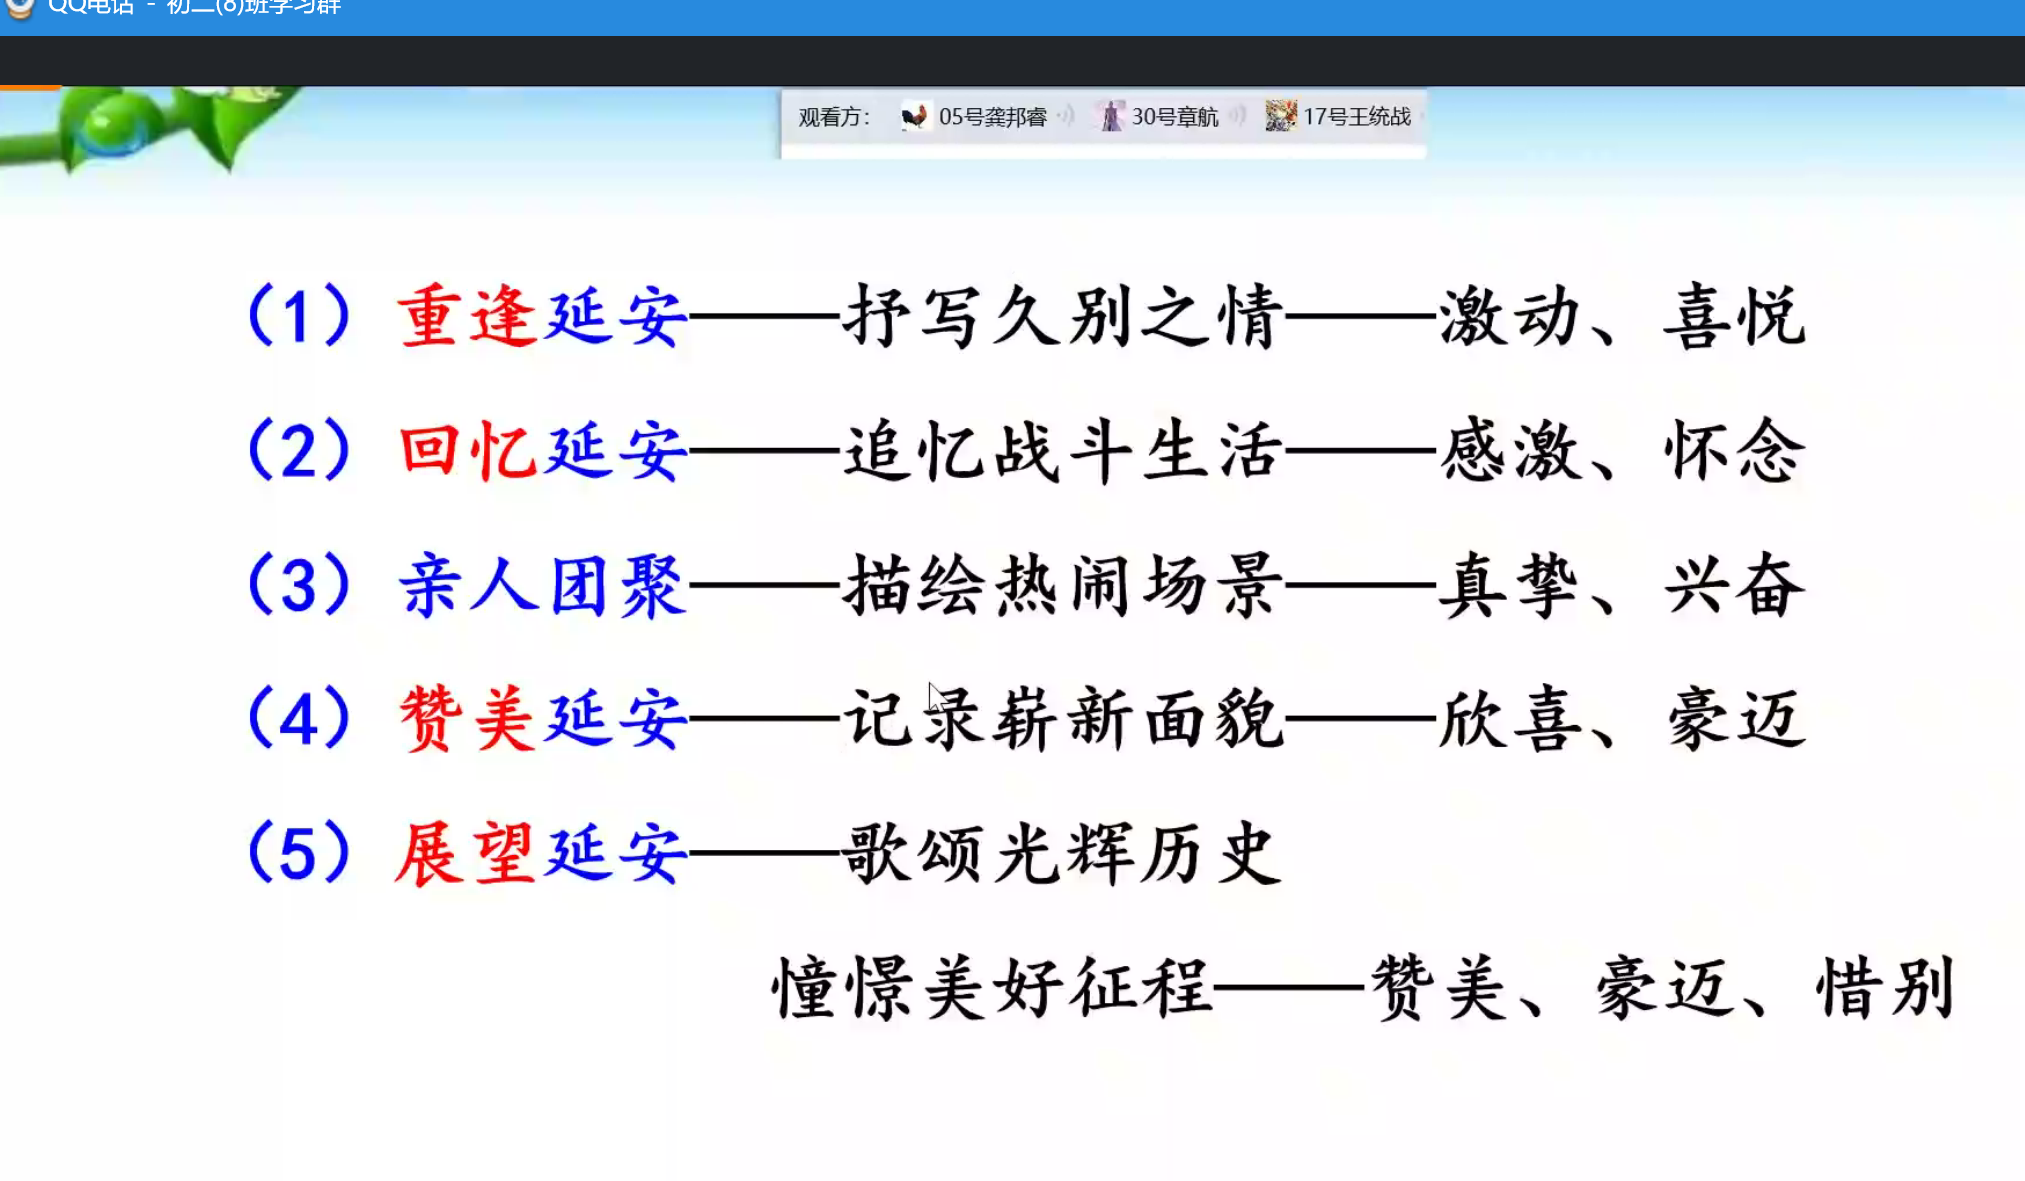 QQ电话 - 初二(8)班学习群
观看方： 05号龚邦睿 30号章航 17号王统战
（1）重逢延安——抒写久别之情——激动、喜悦
（2）回忆延安——追忆战斗生活——感激、怀念
（3）亲人团聚——描绘热闹场景——真挚、兴奋
（4）赞美延安——记录崭新面貌——欣喜、豪迈
（5）展望延安——歌颂光辉历史
憧憬美好征程——赞美、豪迈、惜别